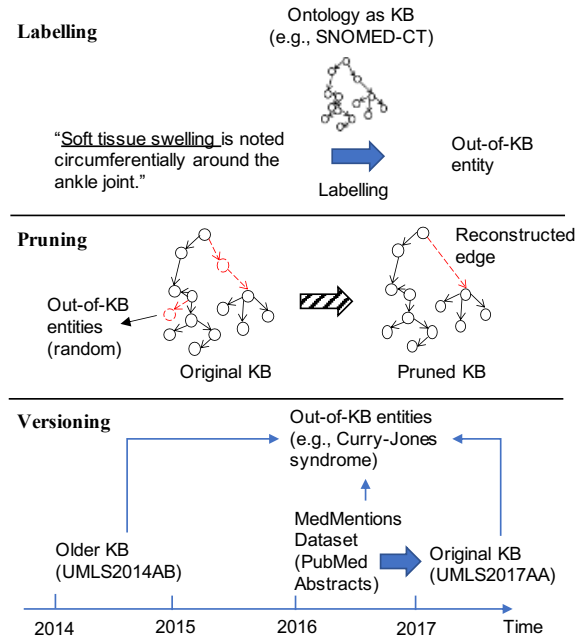 Labelling
Ontology as KB
(e.g., SNOMED-CT)
“Soft tissue swelling is noted
circumferentially around the
ankle joint.”
Labelling
Out-of-KB
entity
Pruning
Reconstructed
edge
Out-of-KB
entities
(random)
Original KB
Pruned KB
Versioning
Out-of-KB entities
(e.g., Curry-Jones
syndrome)
Older KB
(UMLS2014AB)
MedMentions
Dataset
(PubMed
Abstracts)
Original KB
(UMLS2017AA)
2014
2015
2016
2017
Time